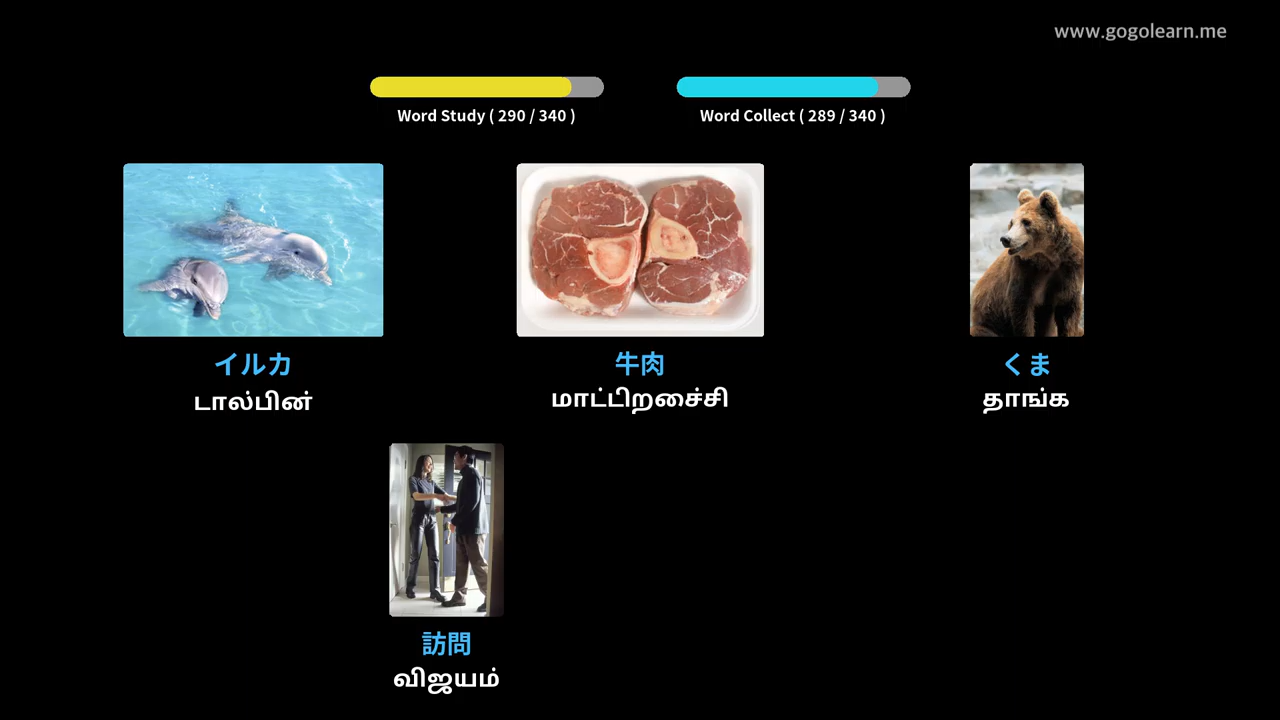 www.gogolearn.me
Word Study ( 290 / 340 )
Word Collect ( 289 / 340 )
イルカ
டால்பின்
牛肉
மாட்டிறைச்சி
くま
தாங்க
訪問
விஜயம்